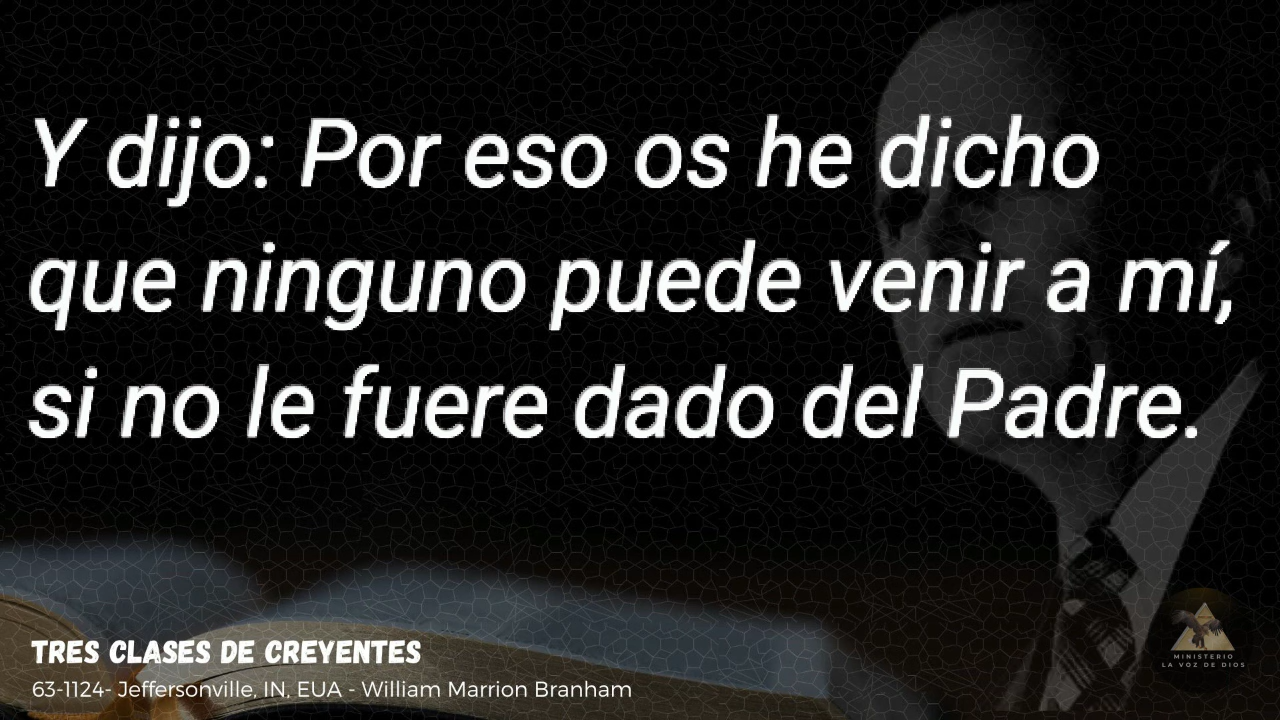 Y dijo: Por eso os he dicho
que ninguno puede venir a mí,
si no le fuere dado del Padre.
TRES CLASES DE CREYENTES
63-1124- Jeffersonville, IN, EUA - William Marrion Branham
MINISTERIO
LA VOZ DE DIOS